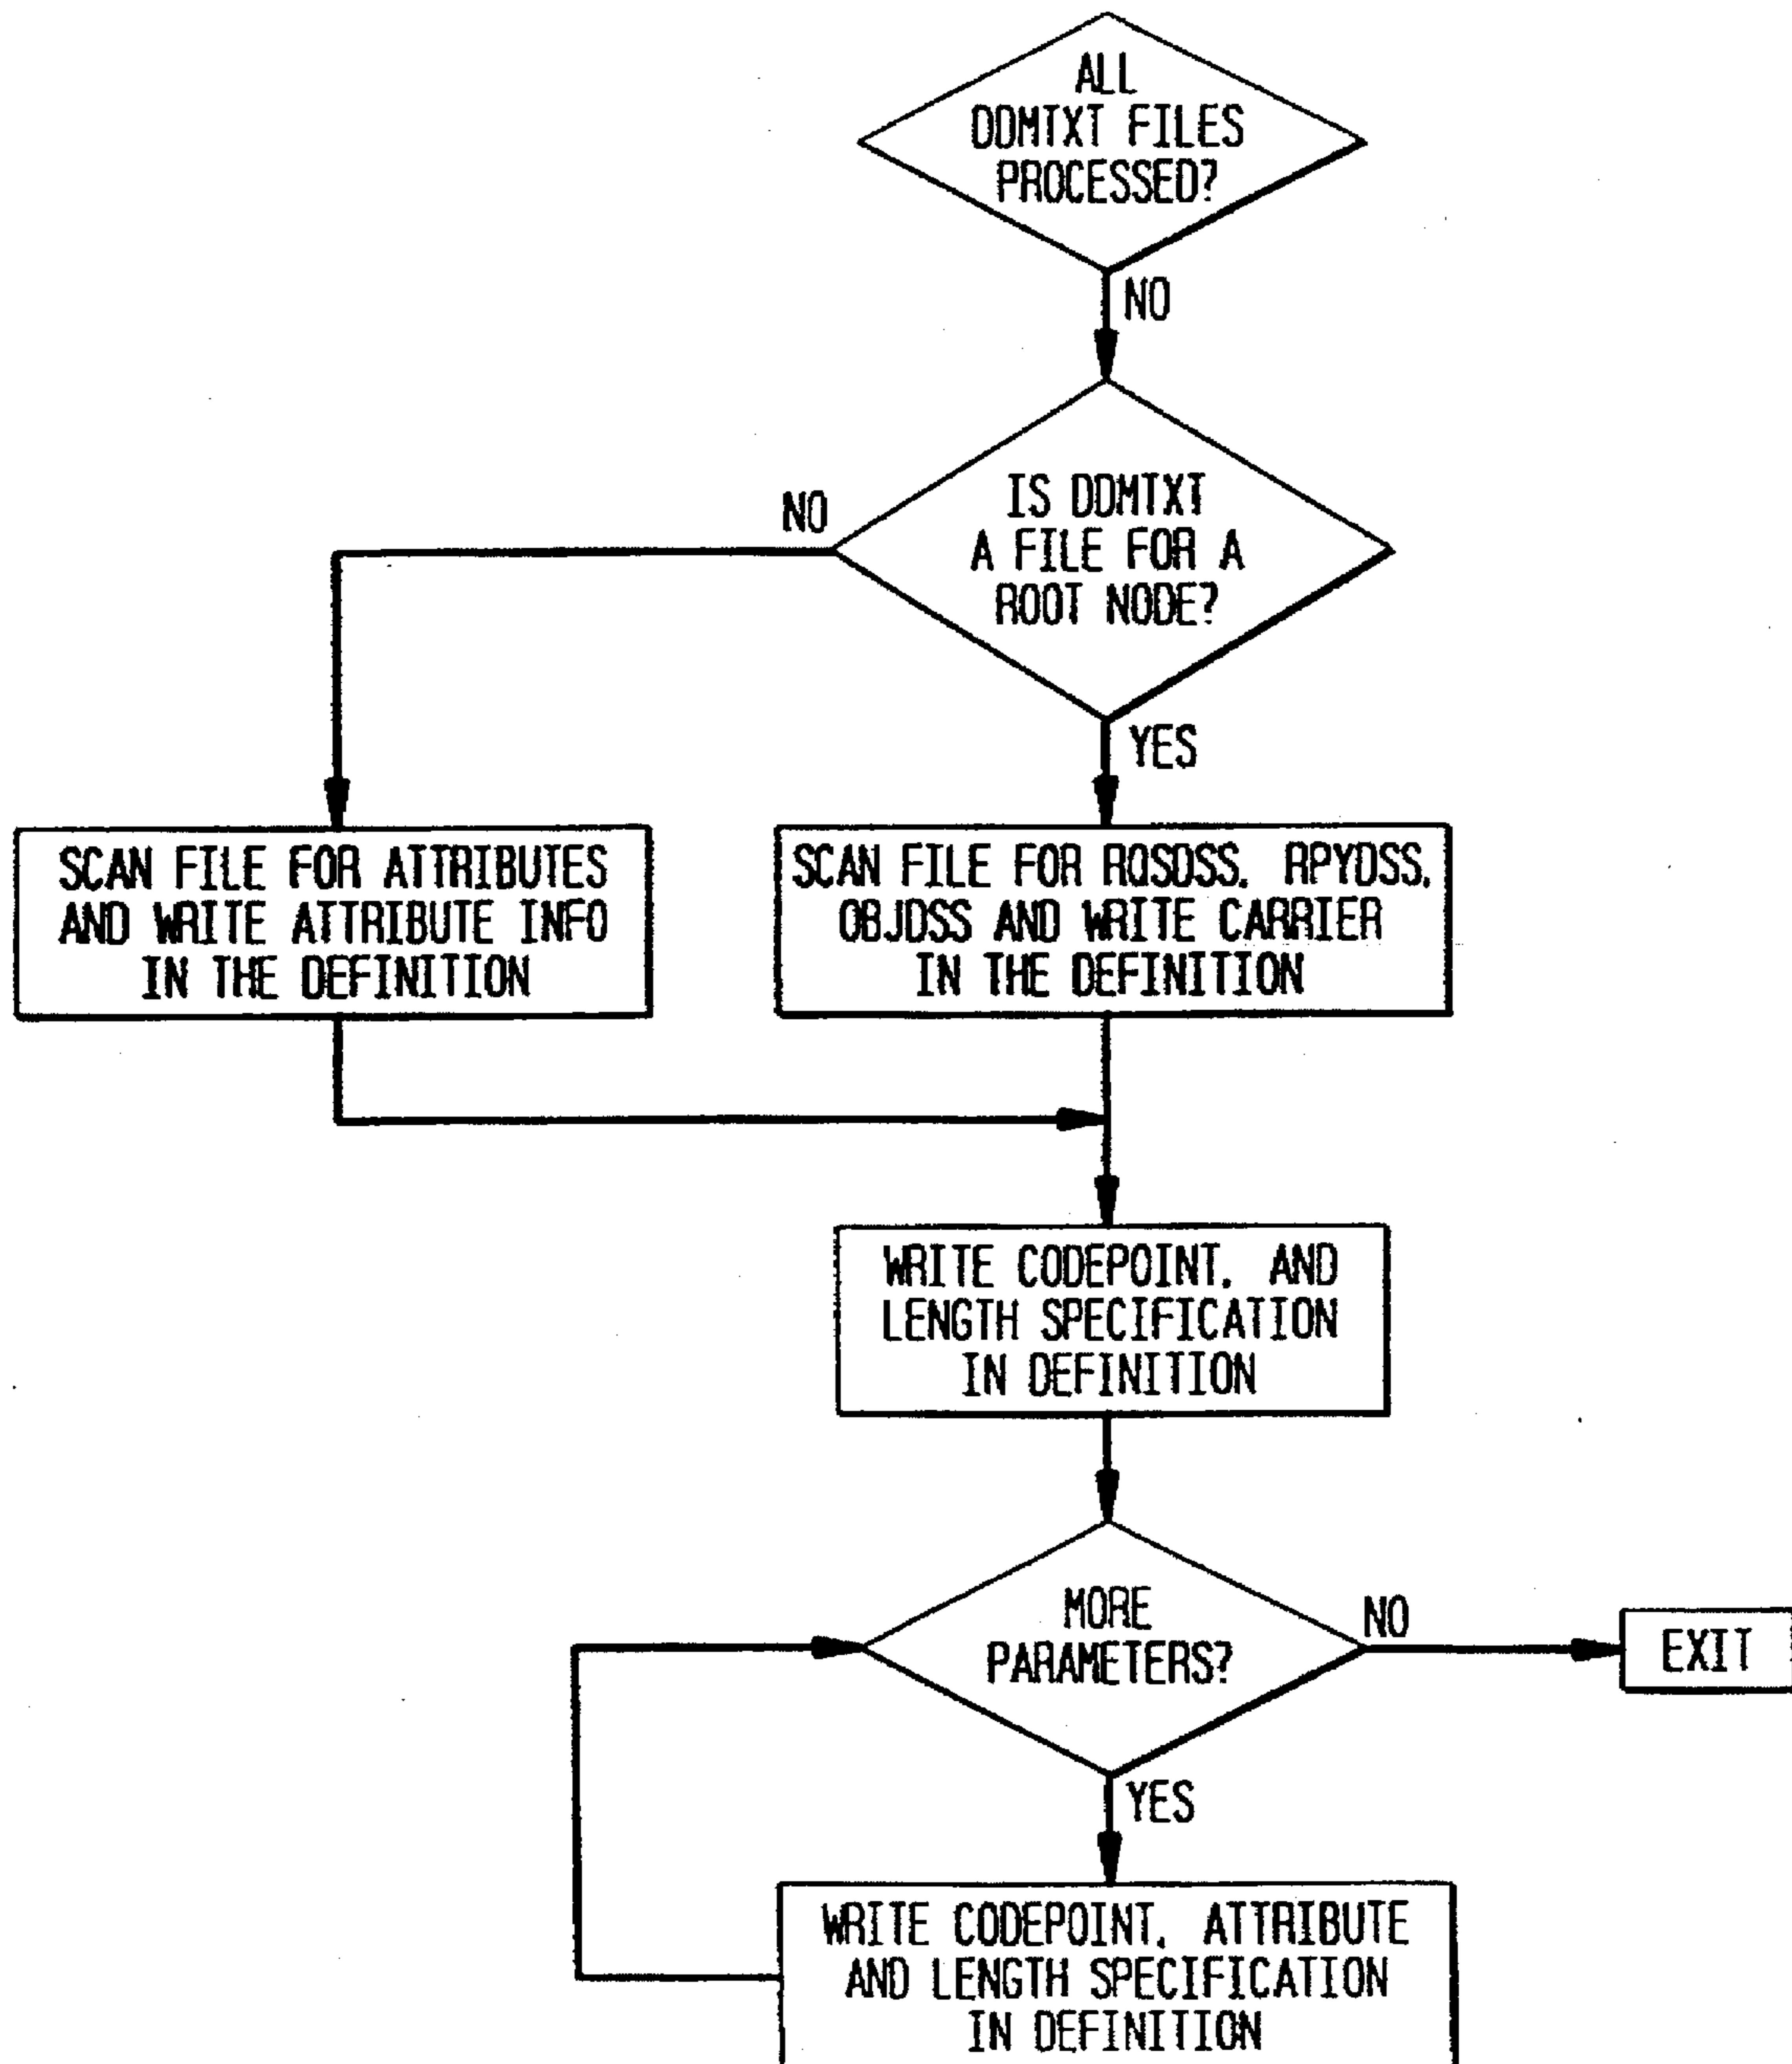 ALL
DDMTXT FILES
PROCESSED?
NO
IS DDMTXT
A FILE FOR A
ROOT NODE?
NO
YES
SCAN FILE FOR ATTRIBUTES
AND WRITE ATTRIBUTE INFO
IN THE DEFINITION
SCAN FILE FOR RQSDSS, RPYDSS,
OBJDSS AND WRITE CARRIER
IN THE DEFINITION
WRITE CODEPOINT, AND
LENGTH SPECIFICATION
IN DEFINITION
MORE
PARAMETERS?
NO
EXIT
YES
WRITE CODEPOINT, ATTRIBUTE
AND LENGTH SPECIFICATION
IN DEFINITION